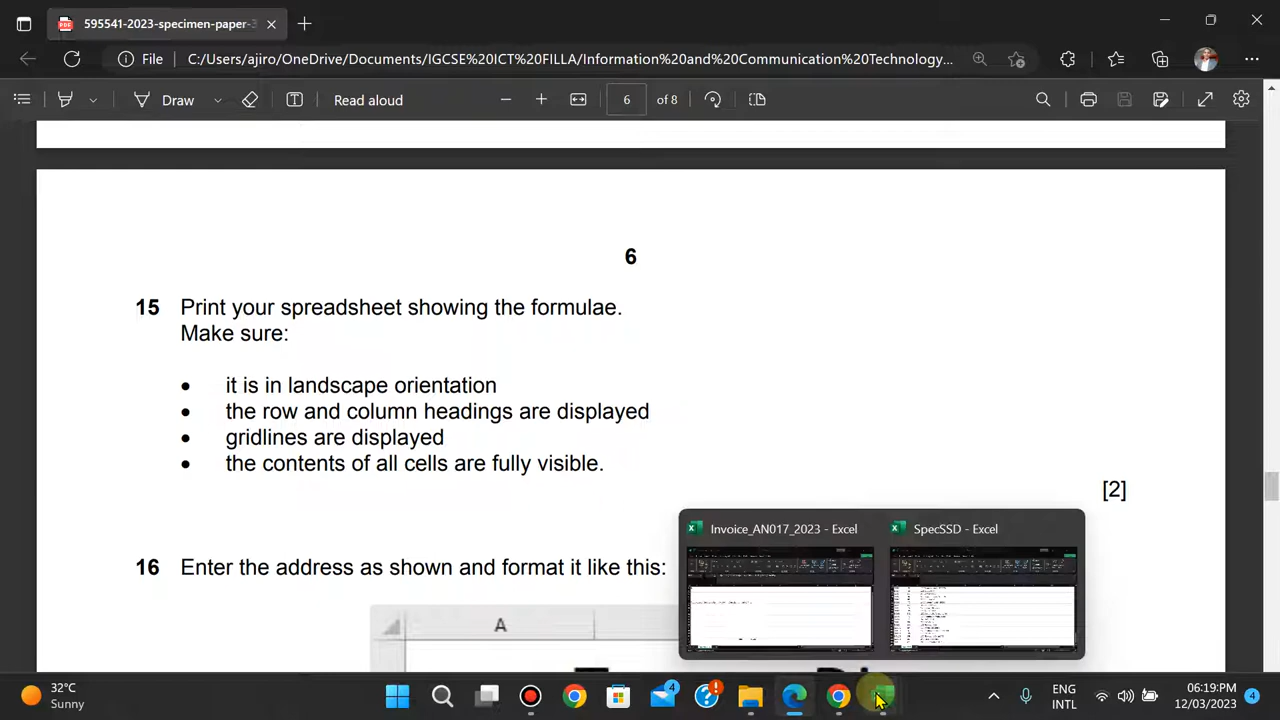 595541-2023-specimen-paper-3
File
C:/Users/ajiro/OneDrive/Documents/IGCSE%20ICT%20FILLA/Information%20and%20Communication%20Technology...
Draw
Read aloud
6 of 8
6
15 Print your spreadsheet showing the formulae.
Make sure:
• it is in landscape orientation
• the row and column headings are displayed
• gridlines are displayed
• the contents of all cells are fully visible.
[2]
Invoice_AN017_2023 - Excel
SpecSSD - Excel
16 Enter the address as shown and format it like this:
A
32°C
Sunny
4
ENG
INTL
06:19PM
12/03/2023
4